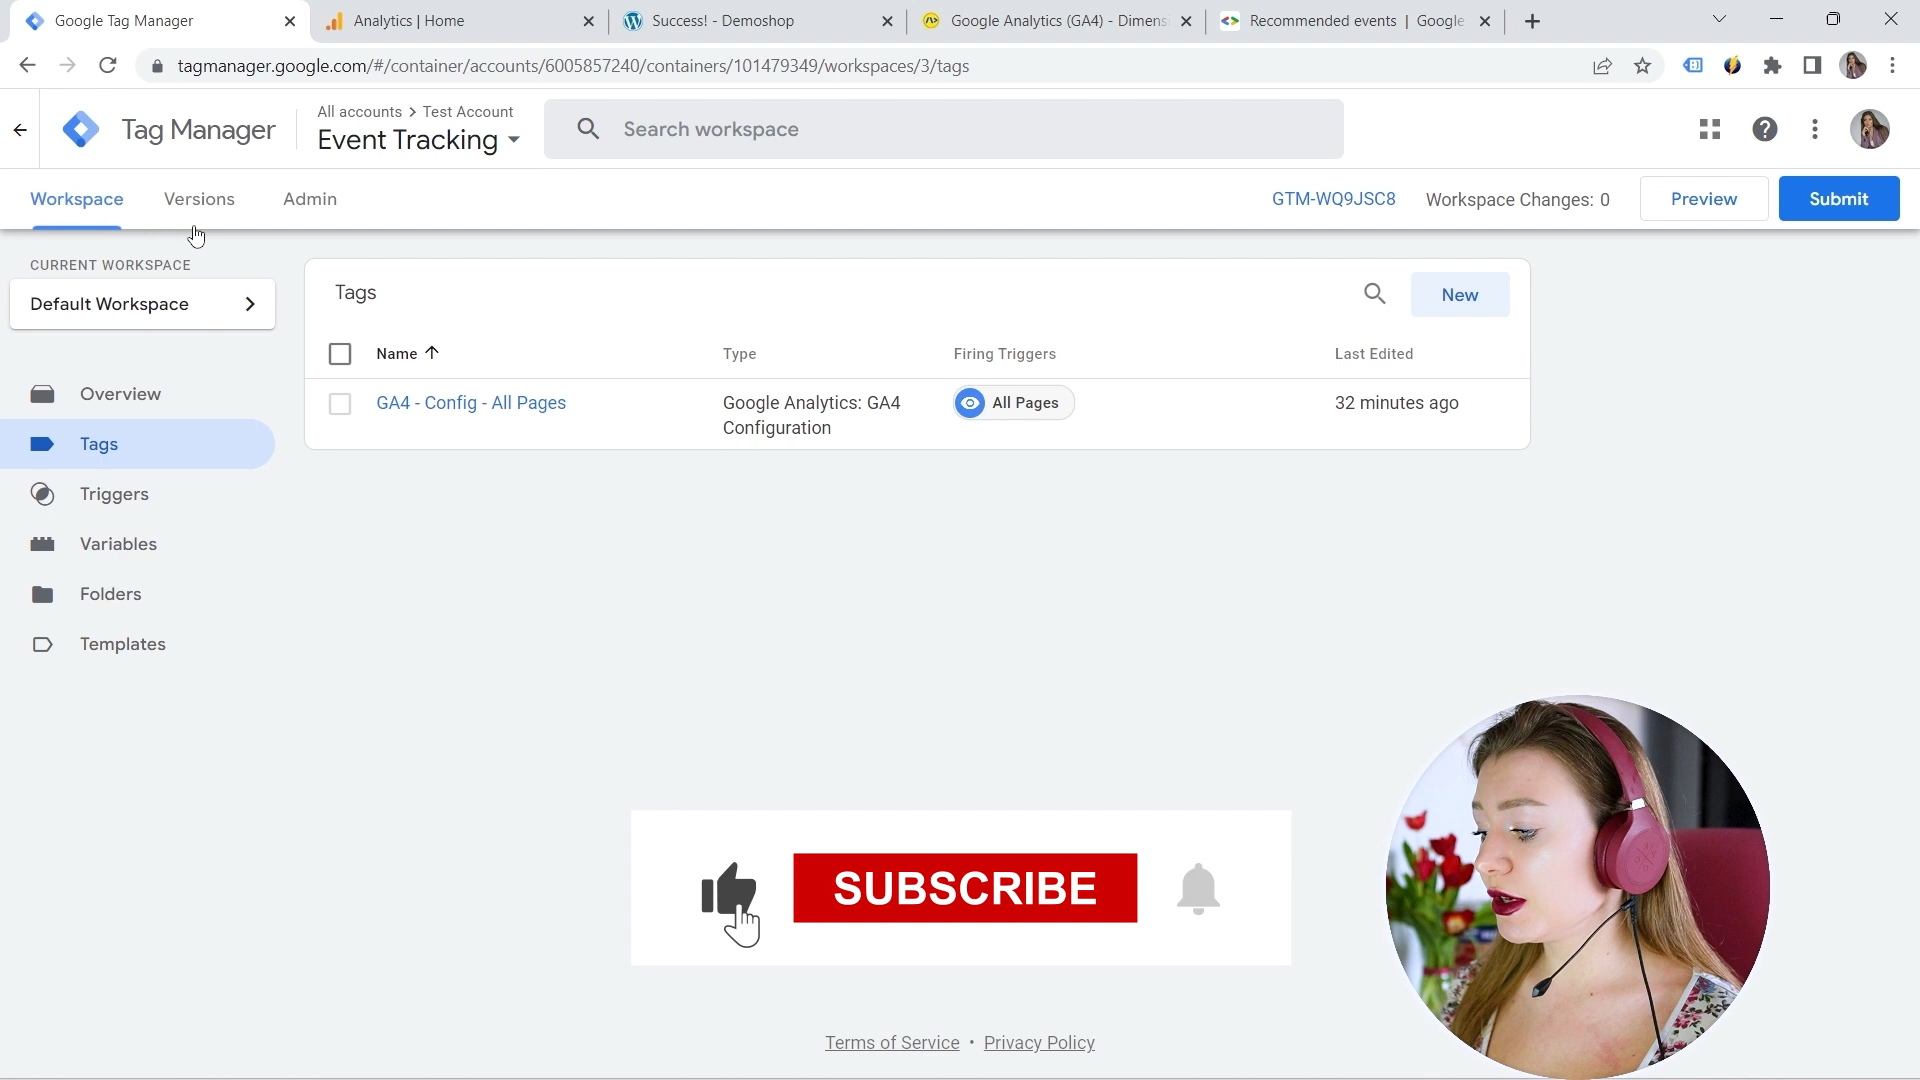 Google Tag Manager
Analytics | Home
Success! - Demoshop
Google Analytics (GA4) - Dimens
Recommended events | Google
tagmanager.google.com/#/container/accounts/6005857240/containers/101479349/workspaces/3/tags
Tag Manager
All accounts > Test Account
Event Tracking
Search workspace
Workspace
Versions
Admin
GTM-WQ9JSC8
Workspace Changes: 0
Preview
Submit
CURRENT WORKSPACE
Default Workspace
Overview
Tags
Triggers
Variables
Folders
Templates
Tags
New
Name
Type
Firing Triggers
Last Edited
GA4 - Config - All Pages
Google Analytics: GA4
Configuration
All Pages
32 minutes ago
SUBSCRIBE
Terms of Service • Privacy Policy